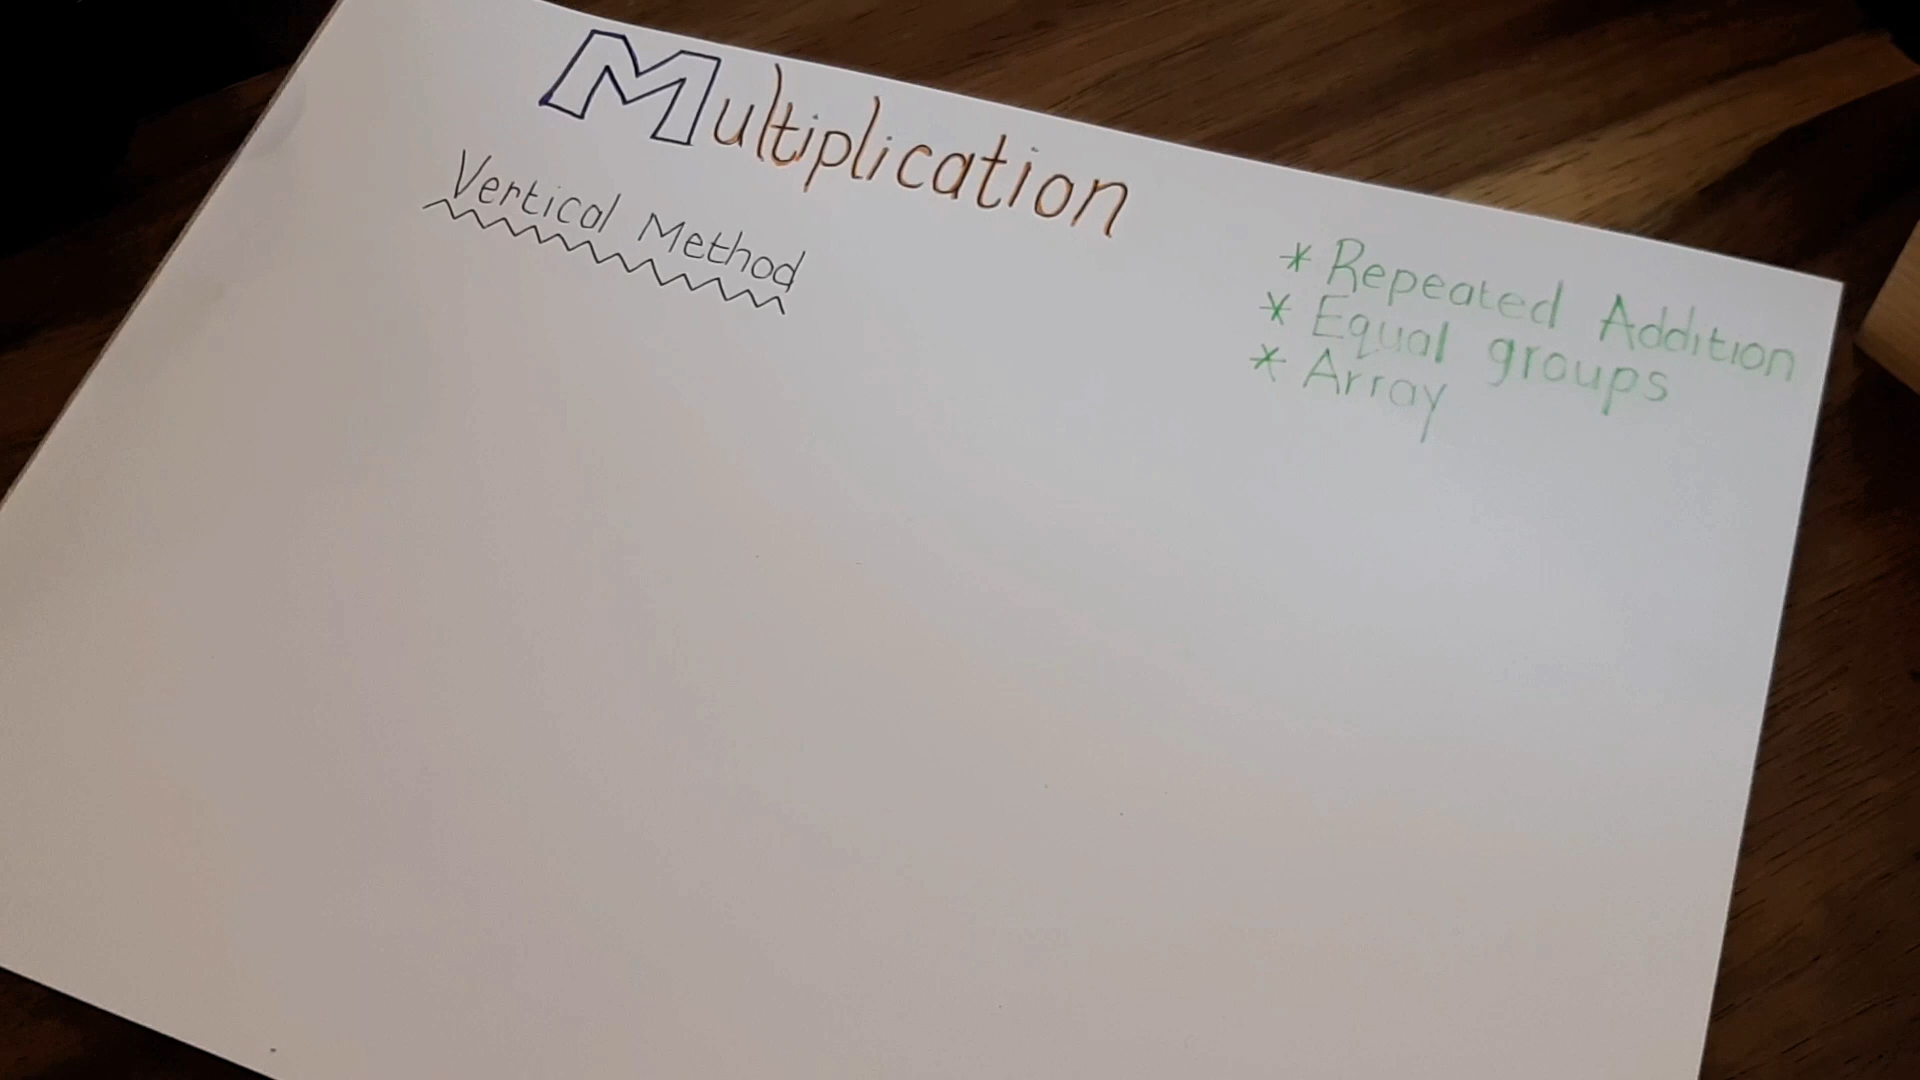 Multiplication
Vertical Method
* Repeated Addition
* Equal groups
* Array